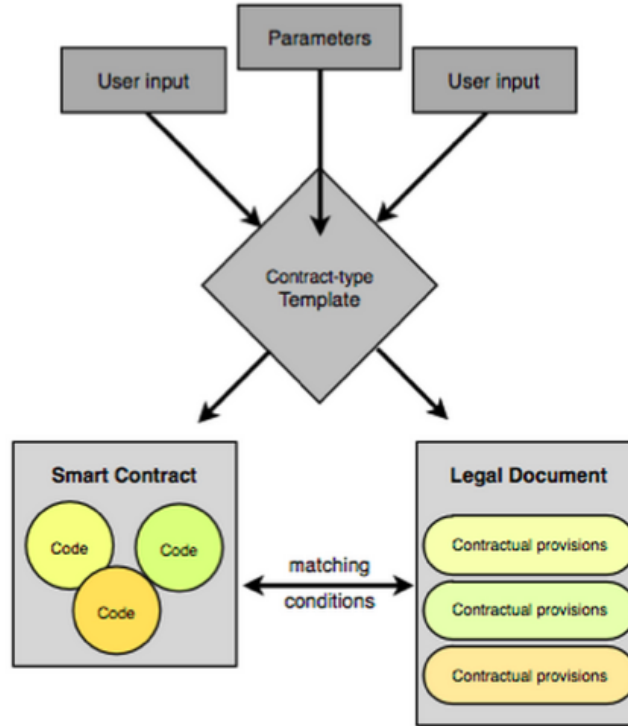 Parameters
User input
User input
Contract-type
Template
Smart Contract
Code
Code
Code
matching
conditions
Legal Document
Contractual provisions
Contractual provisions
Contractual provisions